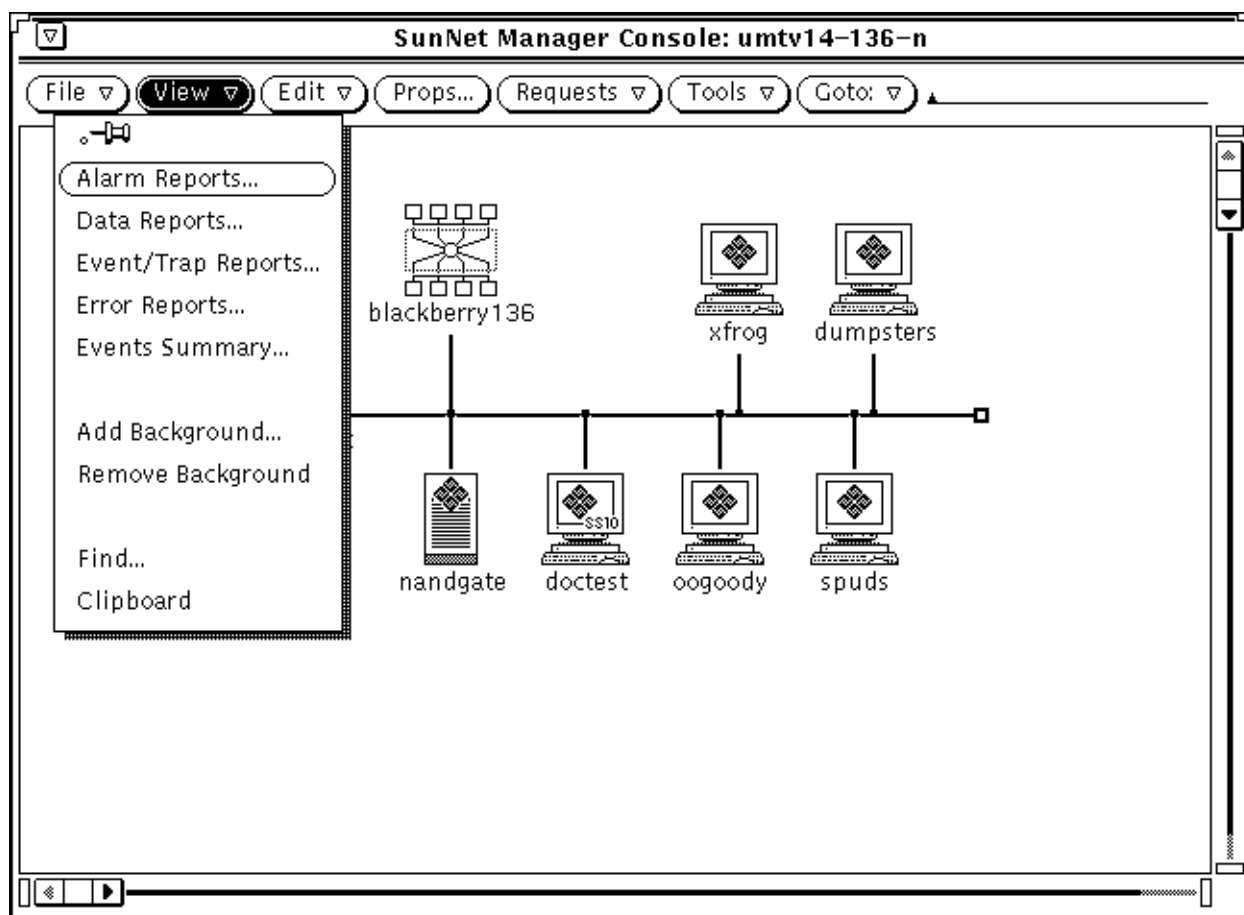 SunNet Manager Console: umtv14-136-n
File View Edit Props... Requests Tools Goto:
Alarm Reports...
Data Reports...
Event/Trap Reports...
Error Reports...
Events Summary...
Add Background...
Remove Background
Find...
Clipboard
blackberry136
xfrog dumpsters
SS10
nandgate doctest oogoody spuds